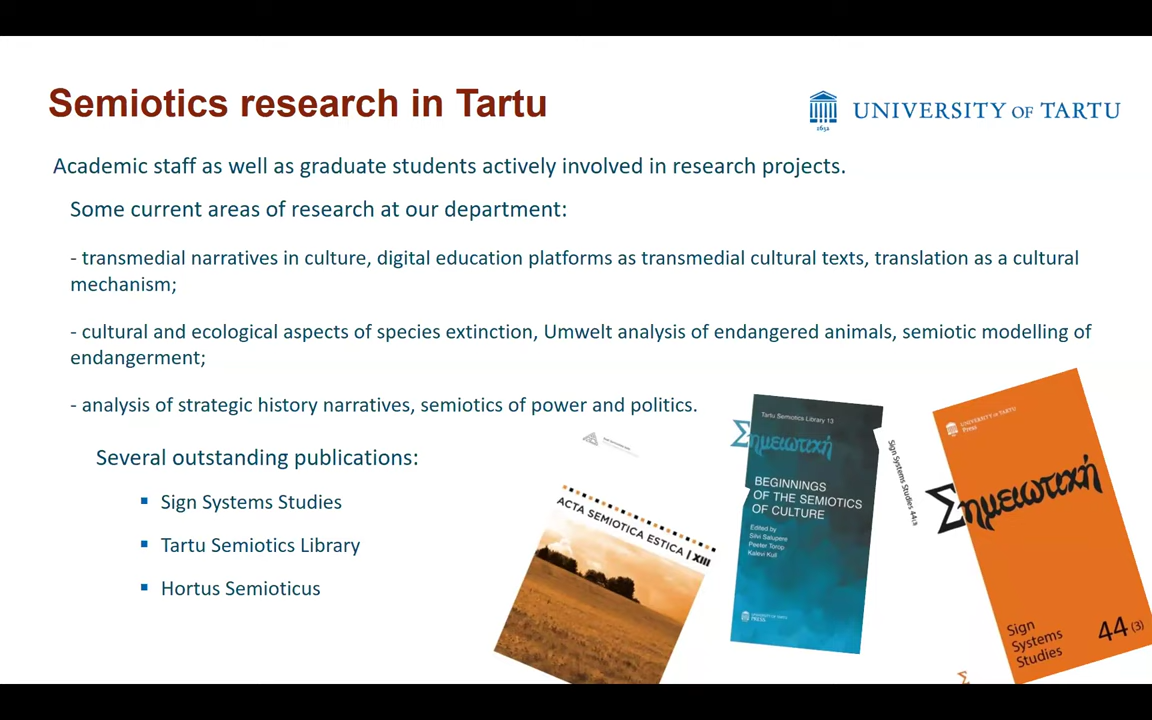 Semiotics research in Tartu
1632
UNIVERSITY OF TARTU
Academic staff as well as graduate students actively involved in research projects.
Some current areas of research at our department:
- transmedial narratives in culture, digital education platforms as transmedial cultural texts, translation as a cultural
mechanism;
- cultural and ecological aspects of species extinction, Umwelt analysis of endangered animals, semiotic modelling of
endangerment;
- analysis of strategic history narratives, semiotics of power and politics.
Several outstanding publications:
▪ Sign Systems Studies
▪ Tartu Semiotics Library
▪ Hortus Semioticus
ACTA SEMIOTICA ESTICA | XIII
Tartu Semiotics Library 13
Σημειωτική
BEGINNINGS
OF THE SEMIOTICS
OF CULTURE
Edited by
Silvi Salupere
Peeter Torop
Kalevi Kull
UNIVERSITY OF TARTU
PRESS
Sign Systems Studies 44
UNIVERSITY OF TARTU
Press
Σημειωτική
Sign
Systems
Studies
44 (3)
Σ